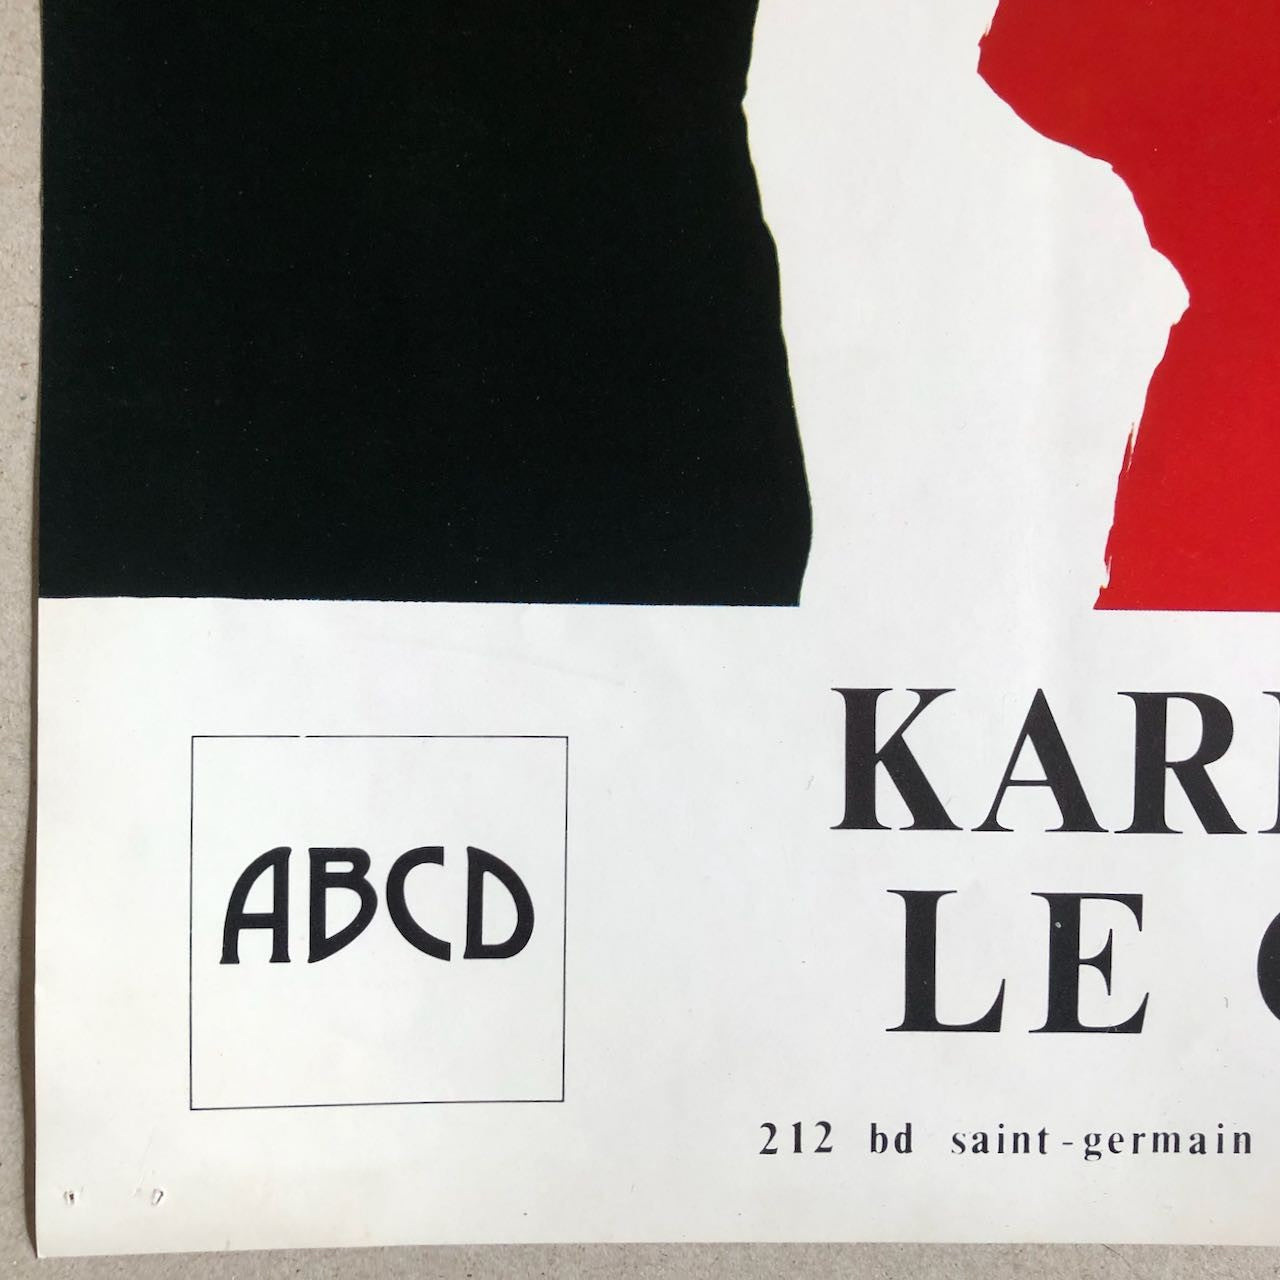 ABCD
KAR
LE
212 bd saint-germain